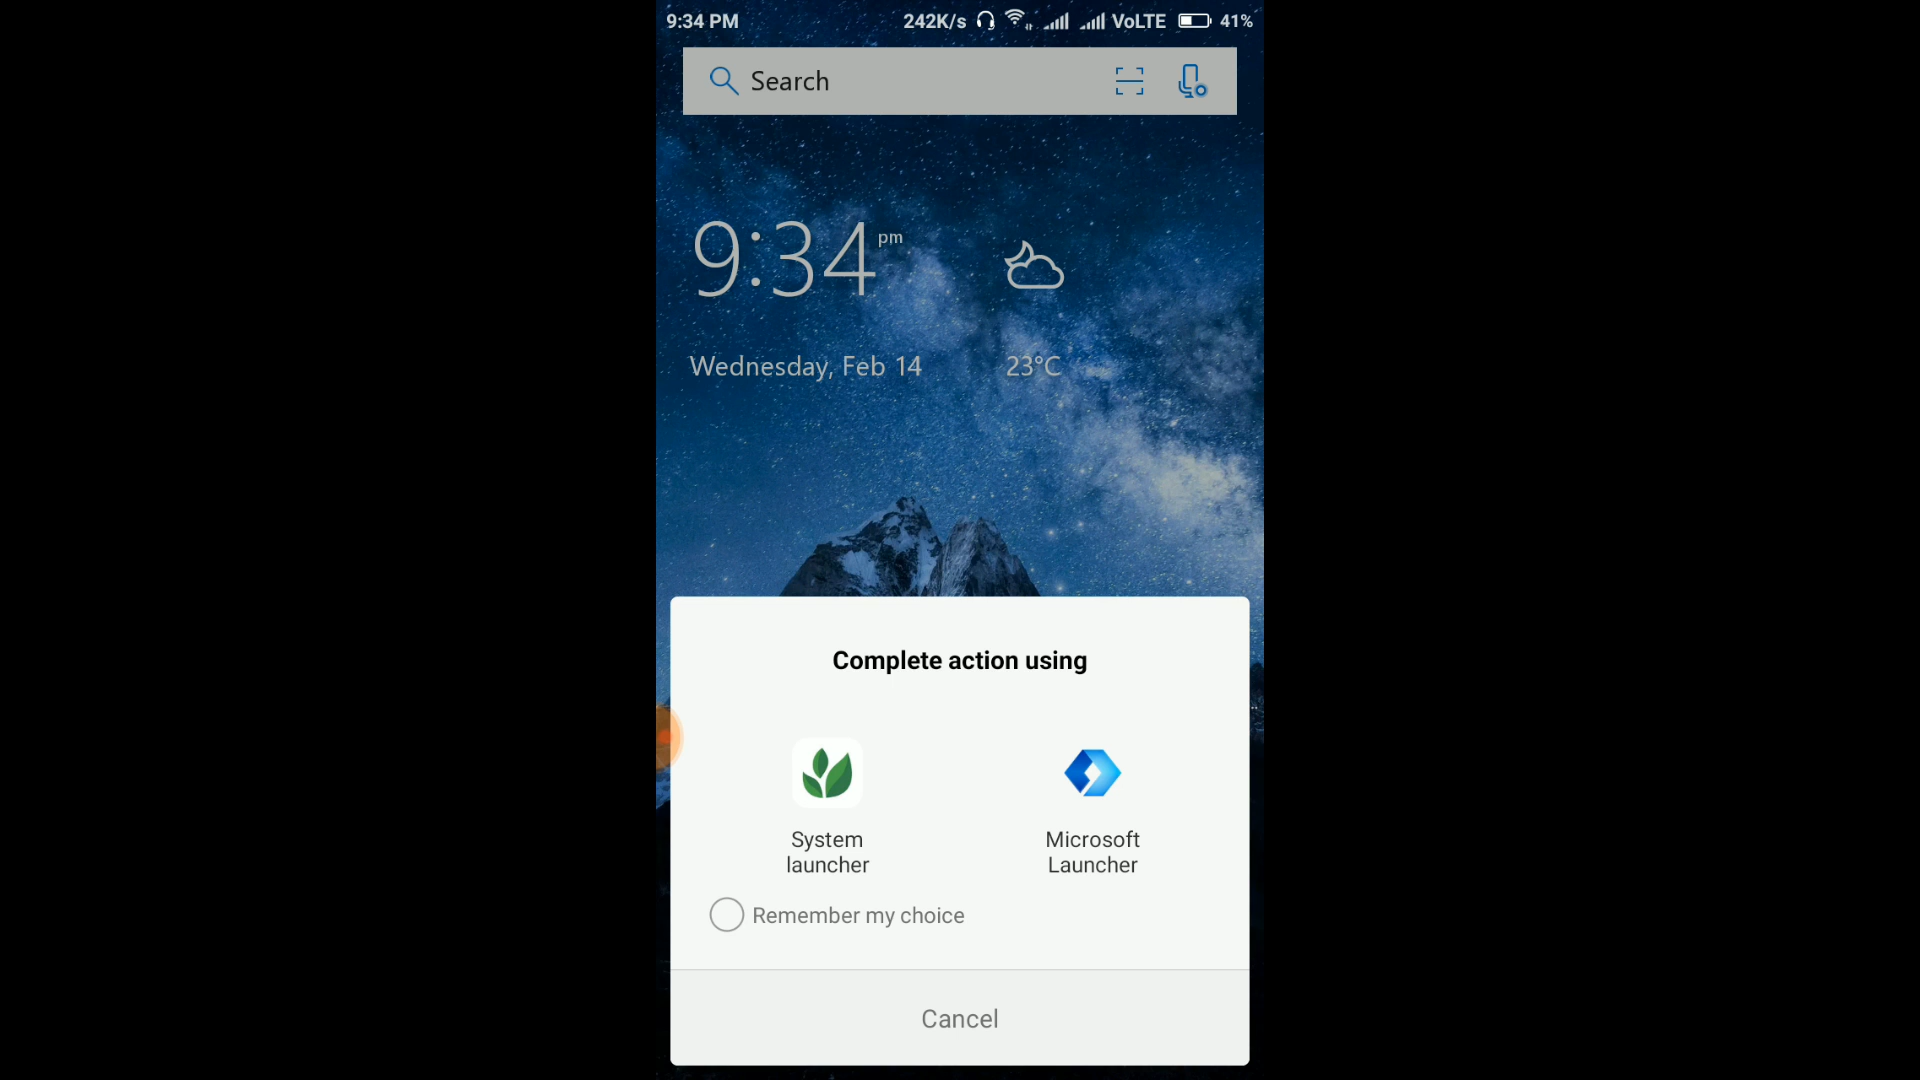 9:34 PM 242K/s VoLTE 41%
Search
9:34 pm
Wednesday, Feb 14 23°C
Complete action using
System launcher
Microsoft Launcher
Remember my choice
Cancel